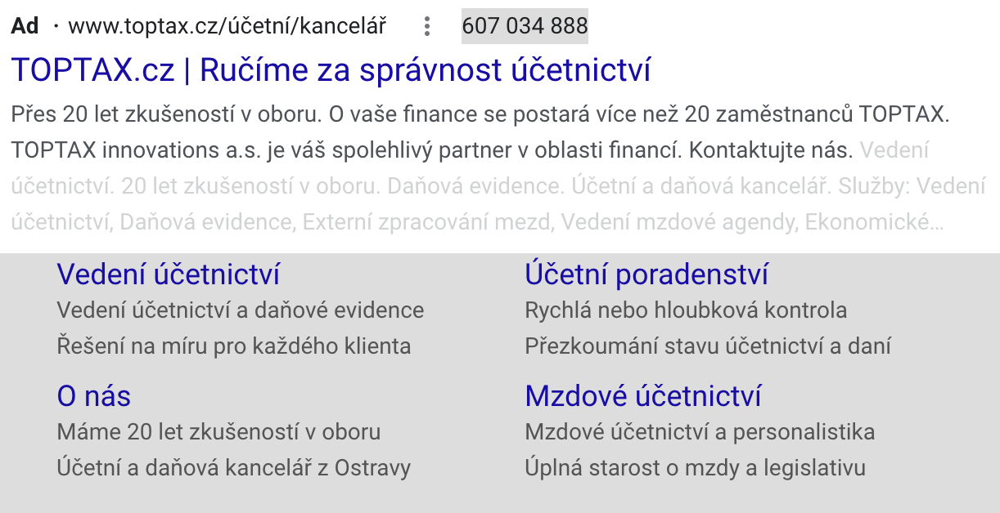 Ad · www.toptax.cz/účetní/kancelář 607 034 888
TOPTAX.cz | Ručíme za správnost účetnictví
Přes 20 let zkušeností v oboru. O vaše finance se postará více než 20 zaměstnanců TOPTAX.
TOPTAX innovations a.s. je váš spolehlivý partner v oblasti financí. Kontaktujte nás. Vedení
účetnictví. 20 let zkušeností v oboru. Daňová evidence. Účetní a daňová kancelář. Služby: Vedení
účetnictví, Daňová evidence, Externí zpracování mezd, Vedení mzdové agendy, Ekonomické…
Vedení účetnictví
Vedení účetnictví a daňové evidence
Řešení na míru pro každého klienta
Účetní poradenství
Rychlá nebo hloubková kontrola
Přezkoumání stavu účetnictví a daní
O nás
Máme 20 let zkušeností v oboru
Účetní a daňová kancelář z Ostravy
Mzdové účetnictví
Mzdové účetnictví a personalistika
Úplná starost o mzdy a legislativu